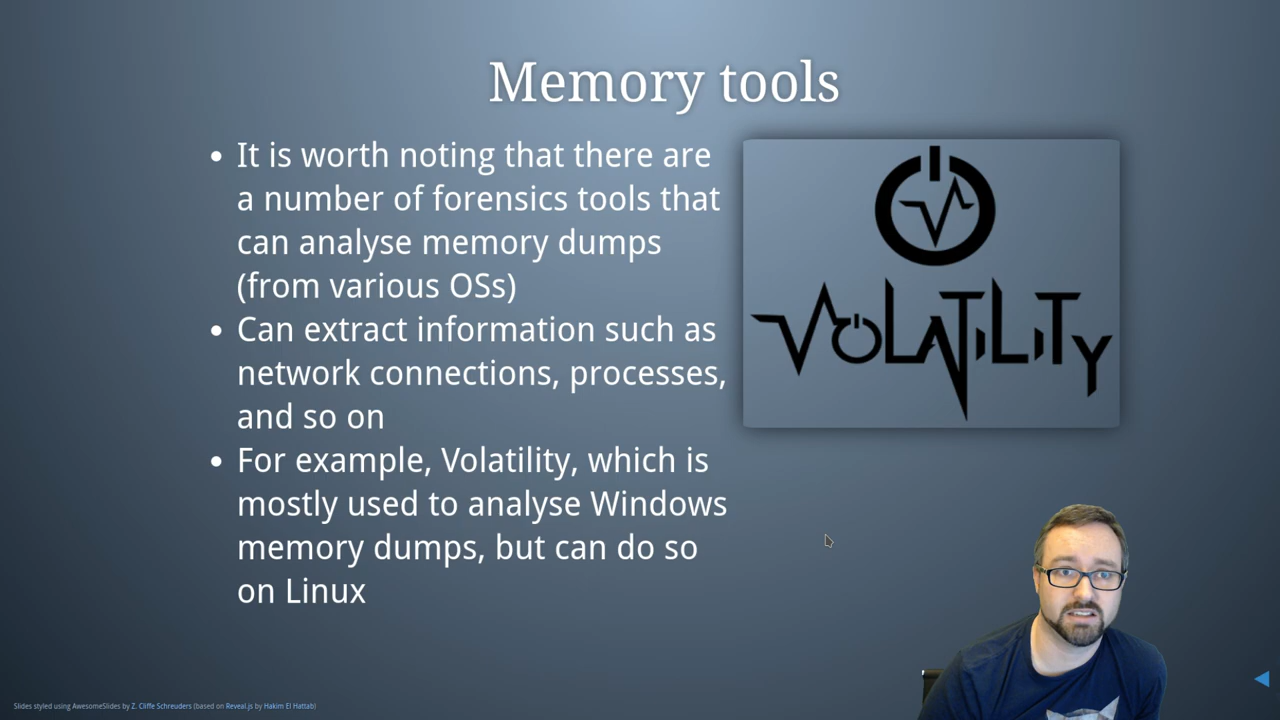 Memory tools
It is worth noting that there are
a number of forensics tools that
can analyse memory dumps
(from various OSs)
Can extract information such as
network connections, processes,
and so on
For example, Volatility, which is
mostly used to analyse Windows
memory dumps, but can do so
on Linux
VOLATILITY
Slides styled using AwesomeSlides by Z. Cliffe Schreuders (based on Reveal.js by Hakim El Hattab)